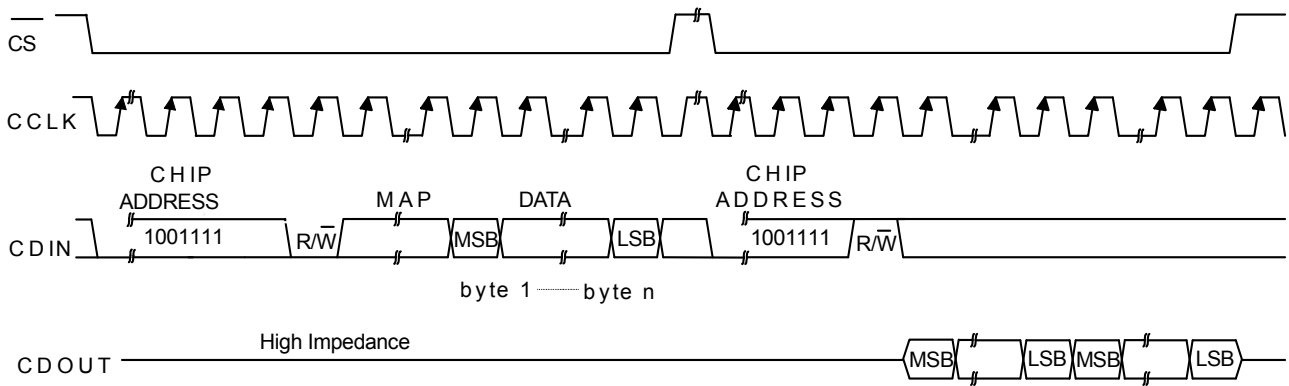 CS
CCLK
CHIP
ADDRESS
MAP
DATA
CHIP
ADDRESS
CDIN
1001111
R/W
MSB
LSB
1001111
R/W
byte 1
byte n
High Impedance
CDOUT
MSB
LSB
MSB
LSB